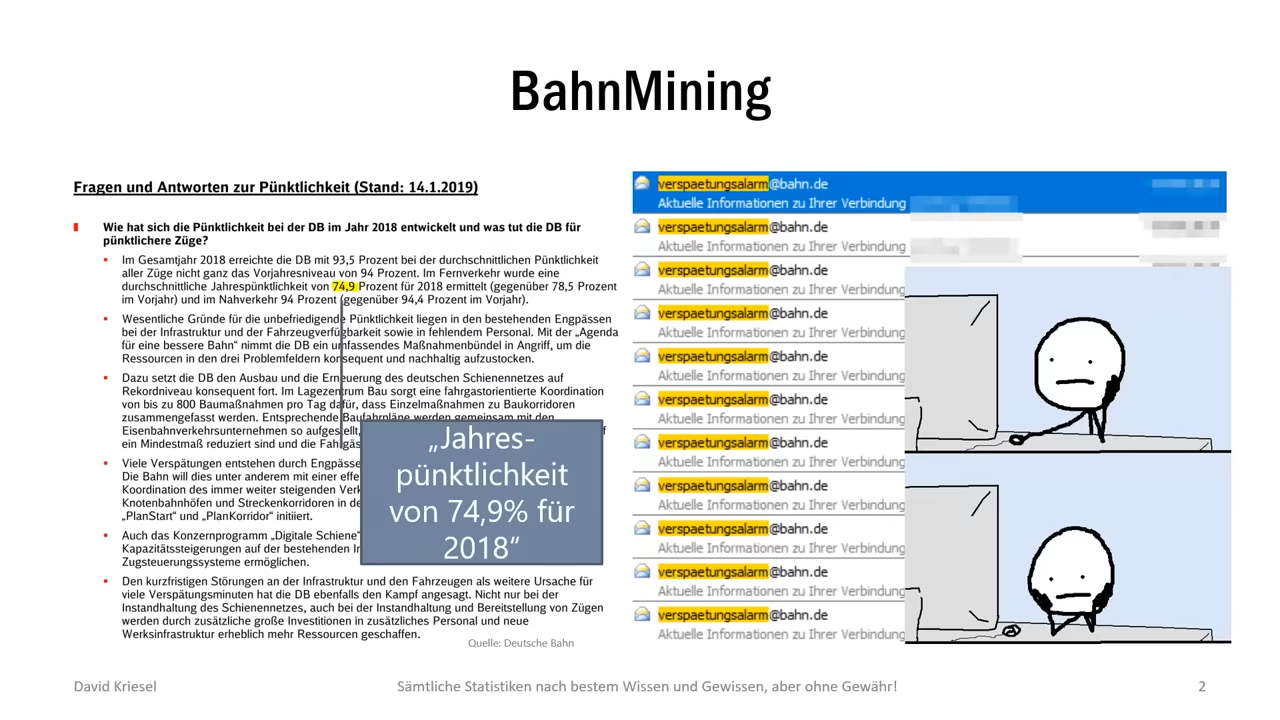 BahnMining
Fragen und Antworten zur Pünktlichkeit (Stand: 14.1.2019)
Wie hat sich die Pünktlichkeit bei der DB im Jahr 2018 entwickelt und was tut die DB für
pünktlichere Züge?
Im Gesamtjahr 2018 erreichte die DB mit 93,5 Prozent bei der durchschnittlichen Pünktlichkeit
aller Züge nicht ganz das Vorjahresniveau von 94 Prozent. Im Fernverkehr wurde eine
durchschnittliche Jahrespünktlichkeit von 74,9 Prozent für 2018 ermittelt (gegenüber 78,5 Prozent
im Vorjahr) und im Nahverkehr 94 Prozent (gegenüber 94,4 Prozent im Vorjahr).
Wesentliche Gründe für die unbefriedigende Pünktlichkeit liegen in den bestehenden Engpässen
bei der Infrastruktur und der Fahrzeugverfügbarkeit sowie in fehlendem Personal. Mit der „Agenda
für eine bessere Bahn“ nimmt die DB ein umfassendes Maßnahmenbündel in Angriff, um die
Ressourcen in den drei Problemfeldern konsequent und nachhaltig aufzustocken.
Dazu setzt die DB den Ausbau und die Erneuerung des deutschen Schienennetzes auf
Rekordniveau konsequent fort. Im Lagezentrum Bau sorgt eine fahrgastorientierte Koordination
von bis zu 800 Baumaßnahmen pro Tag dafür, dass Einzelmaßnahmen zu Baukorridoren
zusammengefasst werden. Entsprechende Baufahrpläne werden gemeinsam mit den
Eisenbahnverkehrsunternehmen so aufgestellt,
ein Mindestmaß reduziert sind und die Fahrgäs
Viele Verspätungen entstehen durch Engpässe
Die Bahn will dies unter anderem mit einer effe
Koordination des immer weiter steigenden Verk
Knotenbahnhöfen und Streckenkorridoren in de
„PlanStart“ und „PlanKorridor“ initiiert.
Auch das Konzernprogramm „Digitale Schiene“
Kapazitätssteigerungen auf der bestehenden In
Zugsteuerungssysteme ermöglichen.
Den kurzfristigen Störungen an der Infrastruktur und den Fahrzeugen als weitere Ursache für
viele Verspätungsminuten hat die DB ebenfalls den Kampf angesagt. Nicht nur bei der
Instandhaltung des Schienennetzes, auch bei der Instandhaltung und Bereitstellung von Zügen
werden durch zusätzliche große Investitionen in zusätzliches Personal und neue
Werksinfrastruktur erheblich mehr Ressourcen geschaffen.
Quelle: Deutsche Bahn
„Jahres-
pünktlichkeit
von 74,9% für
2018“
verspaetungsalarm@bahn.de
Aktuelle Informationen zu Ihrer Verbindung
verspaetungsalarm@bahn.de
Aktuelle Informationen zu Ihrer Verbindung
verspaetungsalarm@bahn.de
Aktuelle Informationen zu Ihrer Verbindung
verspaetungsalarm@bahn.de
Aktuelle Informationen zu Ihrer Verbindung
verspaetungsalarm@bahn.de
Aktuelle Informationen zu Ihrer Verbindung
verspaetungsalarm@bahn.de
Aktuelle Informationen zu Ihrer Verbindung
verspaetungsalarm@bahn.de
Aktuelle Informationen zu Ihrer Verbindung
verspaetungsalarm@bahn.de
Aktuelle Informationen zu Ihrer Verbindung
verspaetungsalarm@bahn.de
Aktuelle Informationen zu Ihrer Verbindung
verspaetungsalarm@bahn.de
Aktuelle Informationen zu Ihrer Verbindung
verspaetungsalarm@bahn.de
Aktuelle Informationen zu Ihrer Verbindung
David Kriesel
Sämtliche Statistiken nach bestem Wissen und Gewissen, aber ohne Gewähr!
2